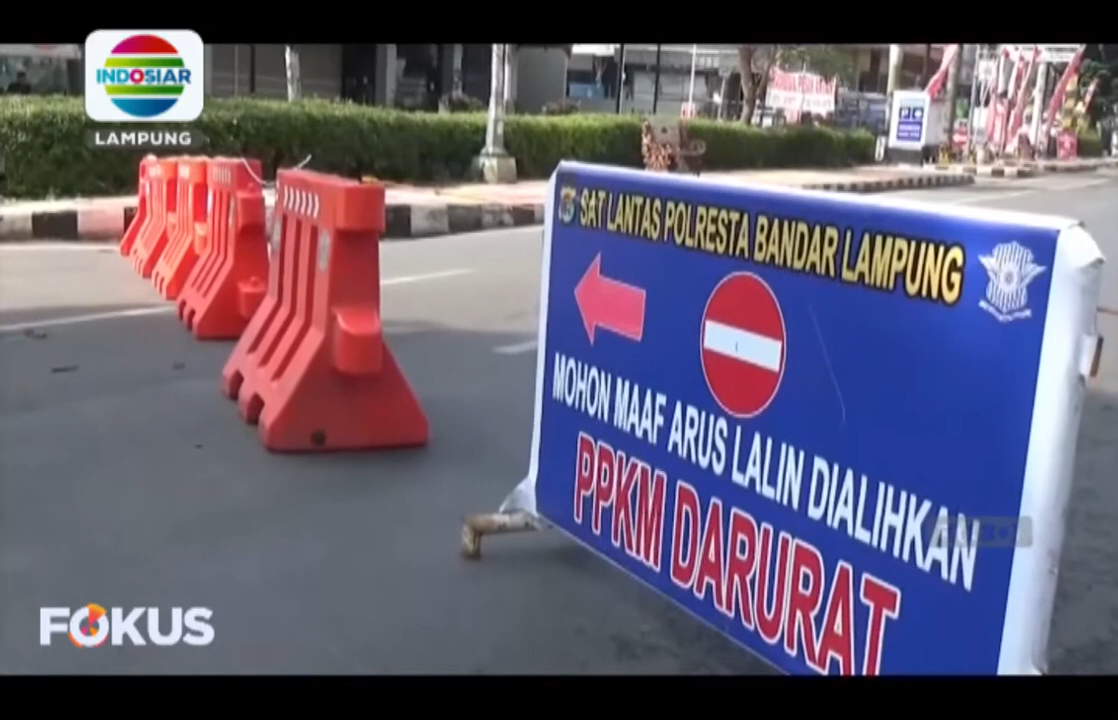 INDOSIAR
LAMPUNG
SAT LANTAS POLRESTA BANDAR LAMPUNG
MOHON MAAF ARUS LALIN DIALIHKAN
PPKM DARURAT
FOKUS